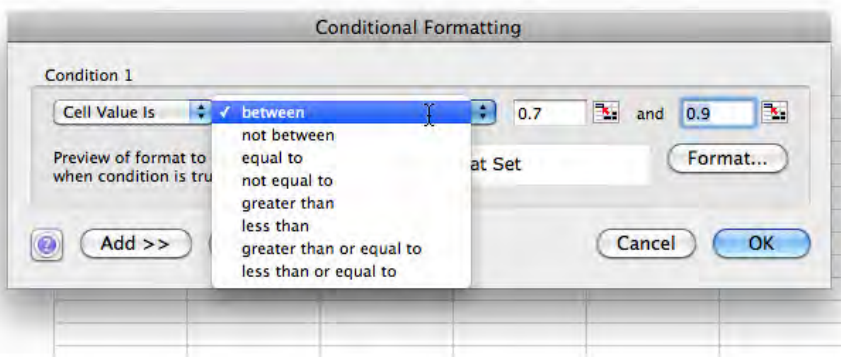 Conditional Formatting
Condition 1
Cell Value Is ✓ between 0.7 and 0.9
not between
equal to
not equal to
greater than
less than
greater than or equal to
less than or equal to
Preview of format to at Set Format...
when condition is tru
? Add >> Cancel OK